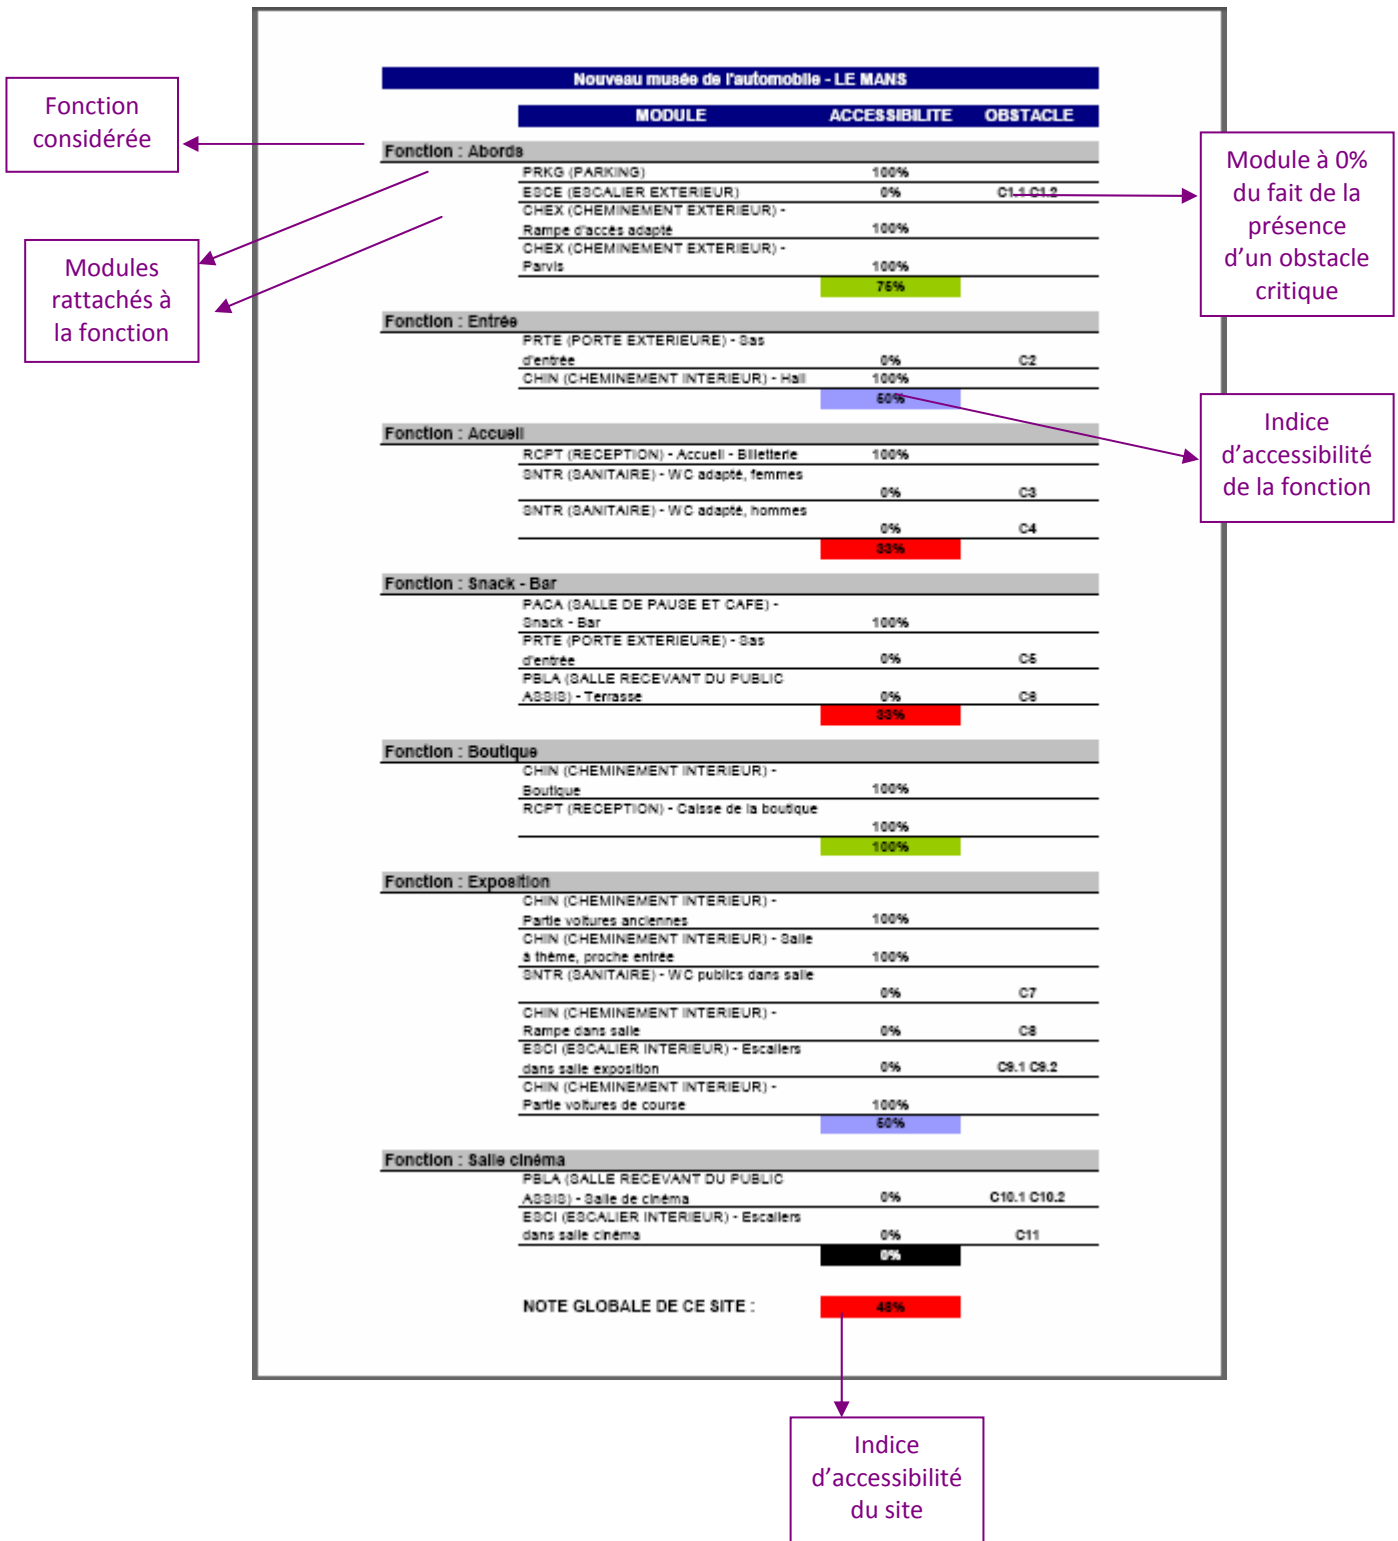 Nouveau musée de l'automobile - LE MANS
MODULE ACCESSIBILITE OBSTACLE
Fonction
considérée
Fonction : Abords
PRKG (PARKING) 100%
ESCE (ESCALIER EXTERIEUR) 0% C1.1 C1.2
CHEX (CHEMINEMENT EXTERIEUR) -
Rampe d'accès adapté 100%
CHEX (CHEMINEMENT EXTERIEUR) -
Parvis 100%
75%
Module à 0%
du fait de la
présence
d’un obstacle
critique
Modules
rattachés à
la fonction
Fonction : Entrée
PRTE (PORTE EXTERIEURE) - Sas
d'entrée 0% C2
CHIN (CHEMINEMENT INTERIEUR) - Hall 100%
50%
Indice
d’accessibilité
de la fonction
Fonction : Accueil
RCPT (RECEPTION) - Accueil - Billetterie 100%
SNTR (SANITAIRE) - WC adapté, femmes
0% C3
SNTR (SANITAIRE) - WC adapté, hommes
0% C4
33%
Fonction : Snack - Bar
PACA (SALLE DE PAUSE ET CAFE) -
Snack - Bar 100%
PRTE (PORTE EXTERIEURE) - Sas
d'entrée 0% C5
PBLA (SALLE RECEVANT DU PUBLIC
ASSIS) - Terrasse 0% C6
33%
Fonction : Boutique
CHIN (CHEMINEMENT INTERIEUR) -
Boutique 100%
RCPT (RECEPTION) - Caisse de la boutique
100%
100%
Fonction : Exposition
CHIN (CHEMINEMENT INTERIEUR) -
Partie voitures anciennes 100%
CHIN (CHEMINEMENT INTERIEUR) - Salle
à thème, proche entrée 100%
SNTR (SANITAIRE) - WC publics dans salle
0% C7
CHIN (CHEMINEMENT INTERIEUR) -
Rampe dans salle 0% C8
ESCI (ESCALIER INTERIEUR) - Escaliers
dans salle exposition 0% C9.1 C9.2
CHIN (CHEMINEMENT INTERIEUR) -
Partie voitures de course 100%
50%
Fonction : Salle cinéma
PBLA (SALLE RECEVANT DU PUBLIC
ASSIS) - Salle de cinéma 0% C10.1 C10.2
ESCI (ESCALIER INTERIEUR) - Escaliers
dans salle cinéma 0% C11
0%
NOTE GLOBALE DE CE SITE : 48%
Indice
d’accessibilité
du site